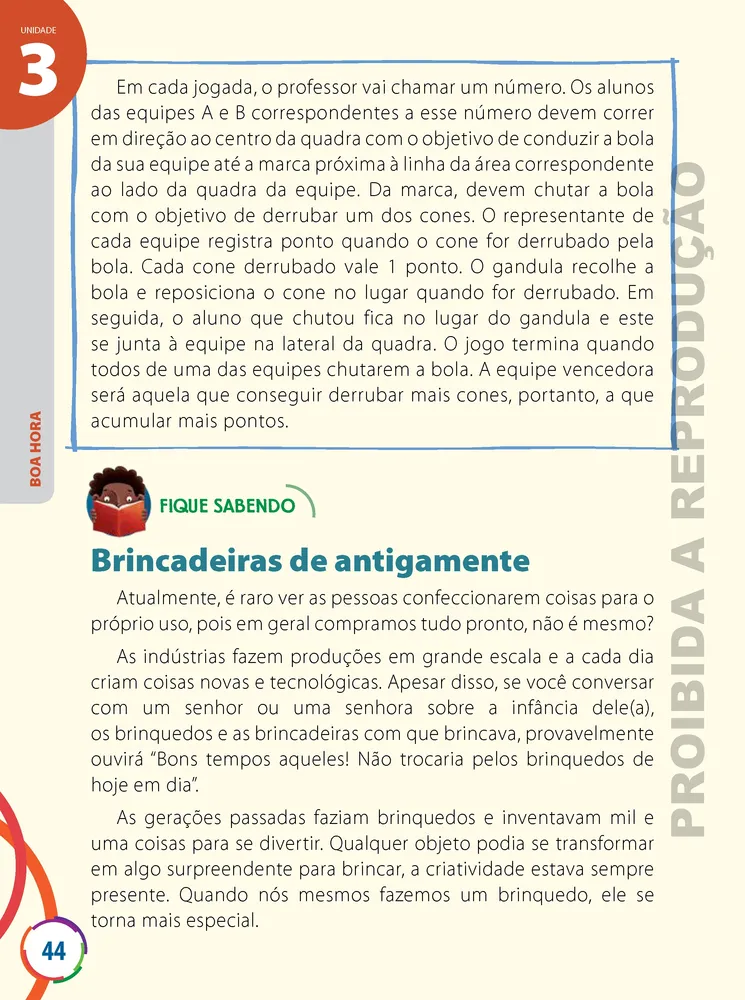 UNIDADE
3
Em cada jogada, o professor vai chamar um número. Os alunos
das equipes A e B correspondentes a esse número devem correr
em direção ao centro da quadra com o objetivo de conduzir a bola
da sua equipe até a marca próxima à linha da área correspondente
ao lado da quadra da equipe. Da marca, devem chutar a bola
com o objetivo de derrubar um dos cones. O representante de
cada equipe registra ponto quando o cone for derrubado pela
bola. Cada cone derrubado vale 1 ponto. O gandula recolhe a
bola e reposiciona o cone no lugar quando for derrubado. Em
seguida, o aluno que chutou fica no lugar do gandula e este
se junta à equipe na lateral da quadra. O jogo termina quando
todos de uma das equipes chutarem a bola. A equipe vencedora
será aquela que conseguir derrubar mais cones, portanto, a que
acumular mais pontos.
BOA HORA
FIQUE SABENDO
Brincadeiras de antigamente
Atualmente, é raro ver as pessoas confeccionarem coisas para o
próprio uso, pois em geral compramos tudo pronto, não é mesmo?
As indústrias fazem produções em grande escala e a cada dia
criam coisas novas e tecnológicas. Apesar disso, se você conversar
com um senhor ou uma senhora sobre a infância dele(a),
os brinquedos e as brincadeiras com que brincava, provavelmente
ouvirá “Bons tempos aqueles! Não trocaria pelos brinquedos de
hoje em dia”.
As gerações passadas faziam brinquedos e inventavam mil e
uma coisas para se divertir. Qualquer objeto podia se transformar
em algo surpreendente para brincar, a criatividade estava sempre
presente. Quando nós mesmos fazemos um brinquedo, ele se
torna mais especial.
44
PROIBIDA A REPRODUÇÃO